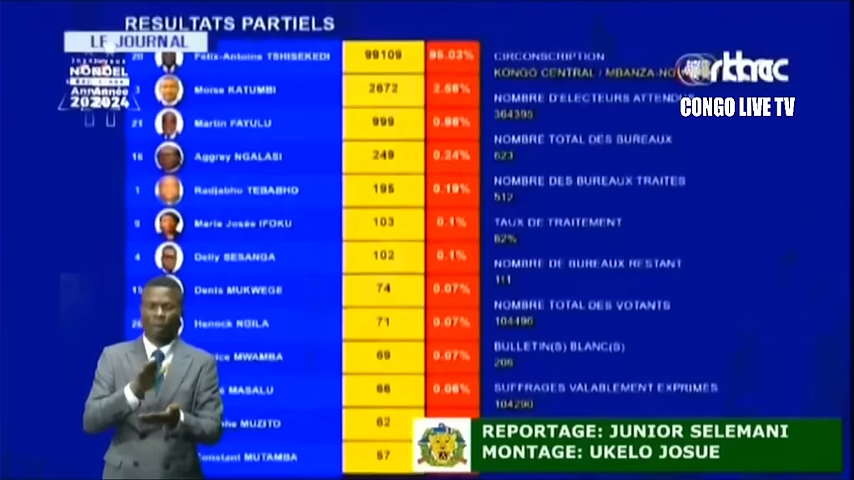 RESULTATS PARTIELS
LE JOURNAL
20 Felix-Antoine TSHISEKEDI 99109 95.03%
3 Moise KATUMBI 2672 2.56%
21 Martin FAYULU 999 0.96%
16 Aggrey NGALASI 249 0.24%
1 Radjabho TEBABHO 195 0.19%
9 Marie Josée IFOKU 103 0.1%
4 Delly SESANGA 102 0.1%
Denis MUKWEGE 74 0.07%
Henock NGILA 71 0.07%
MWAMBA 69 0.07%
MASALU 66 0.06%
MUZITO 62
Constant MUTAMBA 57
CIRCONSCRIPTION
KONGO CENTRAL / MBANZA-
NOMBRE D'ELECTEURS ATTENDUS
364395
NOMBRE TOTAL DES BUREAUX
623
NOMBRE DES BUREAUX TRAITES
512
TAUX DE TRAITEMENT
82%
NOMBRE DE BUREAUX RESTANT
111
NOMBRE TOTAL DES VOTANTS
104496
BULLETIN(S) BLANC(S)
206
SUFFRAGES VALABLEMENT EXPRIMES
104290
CONGO LIVE TV
REPORTAGE: JUNIOR SELEMANI
MONTAGE: UKELO JOSUE